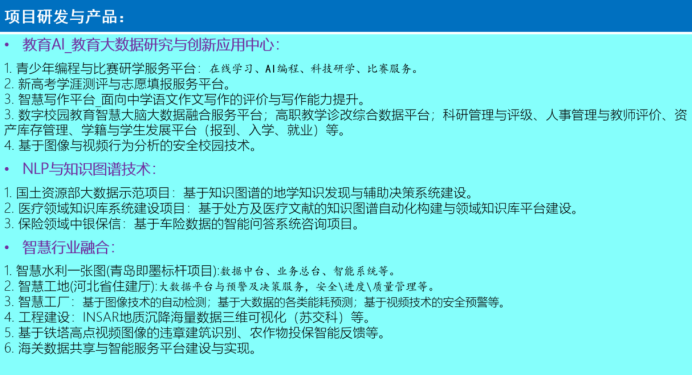 项目研发与产品：
• 教育AI_教育大数据研究与创新应用中心：
1. 青少年编程与比赛研学服务平台：在线学习、AI编程、科技研学、比赛服务。
2. 新高考学涯测评与志愿填报服务平台。
3. 智慧写作平台_面向中学语文作文写作的评价与写作能力提升。
3. 数字校园教育智慧大脑大数据融合服务平台；高职教学诊改综合数据平台；科研管理与评级、人事管理与教师评价、资
产库存管理、学籍与学生发展平台（报到、入学、就业）等。
4. 基于图像与视频行为分析的安全校园技术。
• NLP与知识图谱技术：
1. 国土资源部大数据示范项目：基于知识图谱的地学知识发现与辅助决策系统建设。
2. 医疗领域知识库系统建设项目：基于处方及医疗文献的知识图谱自动化构建与领域知识库平台建设。
3. 保险领域中银保信：基于车险数据的智能问答系统咨询项目。
• 智慧行业融合：
1. 智慧水利一张图(青岛即墨标杆项目):数据中台、业务总台、智能系统等。
2. 智慧工地(河北省住建厅):大数据平台与预警及决策服务，安全\进度\质量管理等。
3. 智慧工厂：基于图像技术的自动检测；基于大数据的各类能耗预测；基于视频技术的安全预警等。
4. 工程建设：INSAR地质沉降海量数据三维可视化（苏交科）等。
5. 基于铁塔高点视频图像的违章建筑识别、农作物投保智能反馈等。
6. 海关数据共享与智能服务平台建设与实现。